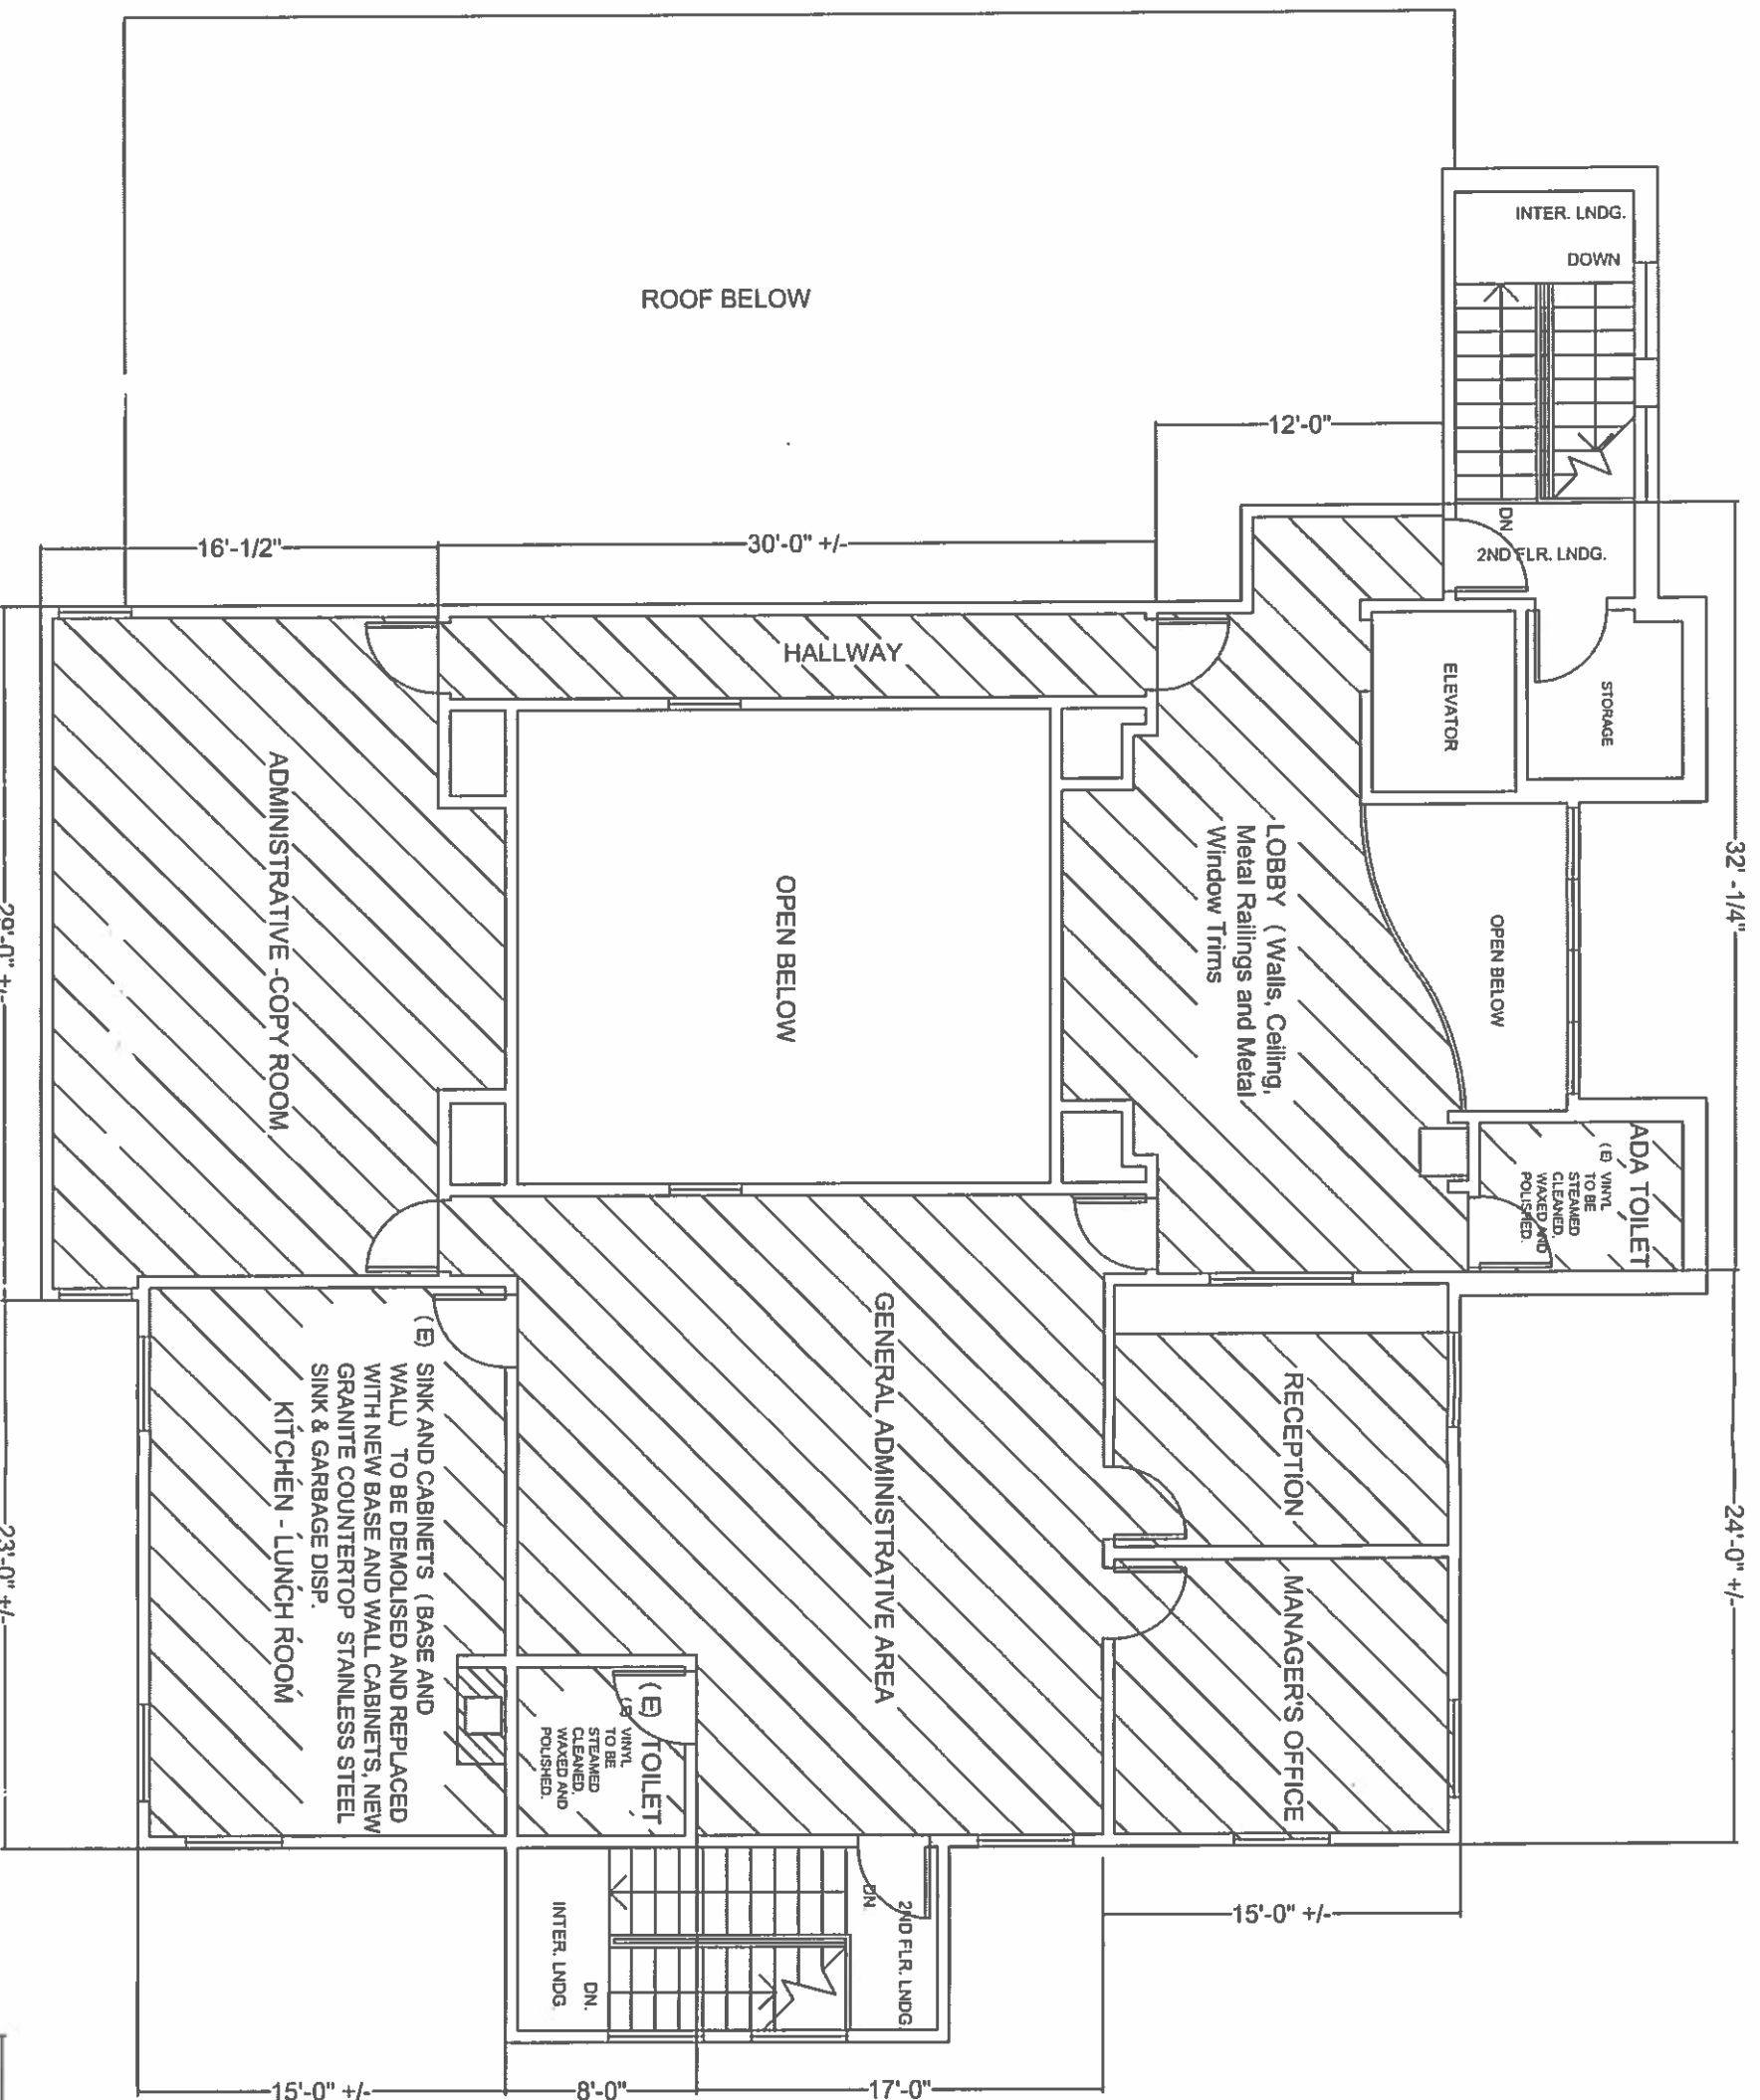 INTER. LNDG.
DOWN
ROOF BELOW
12'-0"
DN
2ND FLR. LNDG.
16'-1/2"
30'-0" +/-
HALLWAY
ELEVATOR
STORAGE
32' -1/4"
ADMINISTRATIVE -COPY ROOM
OPEN BELOW
LOBBY ( Walls, Ceiling,
Metal Railings and Metal
Window Trims
OPEN BELOW
29'-0" +/-
ADA TOILET
(E) VINYL
TO BE
STEAMED
CLEANED,
WAXED AND
POLISHED.
GENERAL ADMINISTRATIVE AREA
RECEPTION
24'-0" +/-
(E) SINK AND CABINETS ( BASE AND
WALL) TO BE DEMOLISED AND REPLACED
WITH NEW BASE AND WALL CABINETS, NEW
GRANITE COUNTERTOP STAINLESS STEEL
SINK & GARBAGE DISP.
KITCHEN - LUNCH ROOM
23'-0" +/-
MANAGER'S OFFICE
(E) TOILET
(E) VINYL
TO BE
STEAMED
CLEANED,
WAXED AND
POLISHED.
DN.
2ND FLR. LNDG.
INTER. LNDG.
DN.
15'-0" +/-
15'-0" +/-
8'-0"
17'-0"